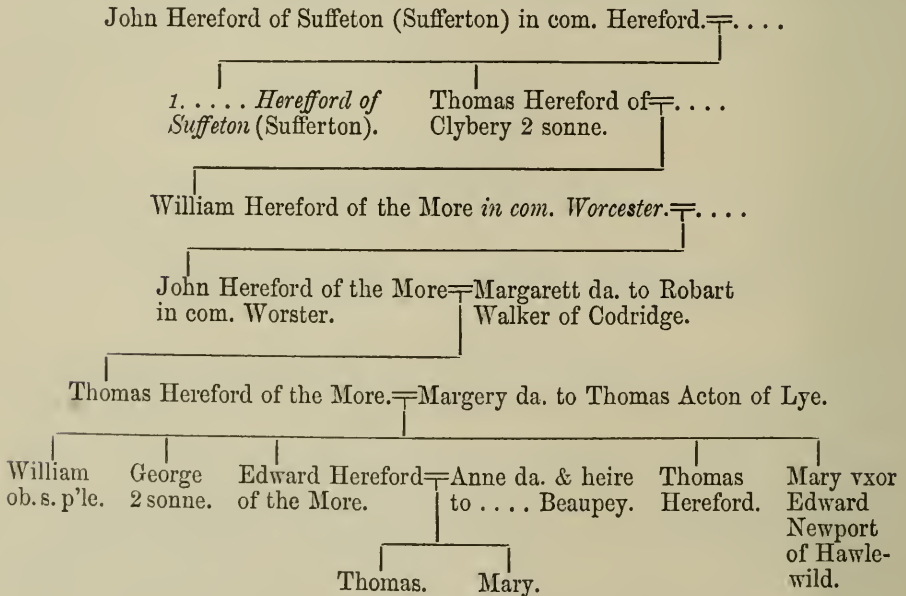 John Hereford of Suffeton (Sufferton) in com. Hereford.=. . . .
1. . . . . Herefford of
Suffeton (Sufferton).
Thomas Hereford of=. . . .
Clybery 2 sonne.
William Hereford of the More in com. Worcester.=. . . .
John Hereford of the More=Margarett da. to Robart
in com. Worster.
Walker of Codridge.
Thomas Hereford of the More.=Margery da. to Thomas Acton of Lye.
William
ob. s. p'le.
George
2 sonne.
Edward Hereford=Anne da. & heire
of the More.
to . . . . Beaupey.
Thomas
Hereford.
Mary vxor
Edward
Newport
of Hawle-
wild.
Thomas.
Mary.